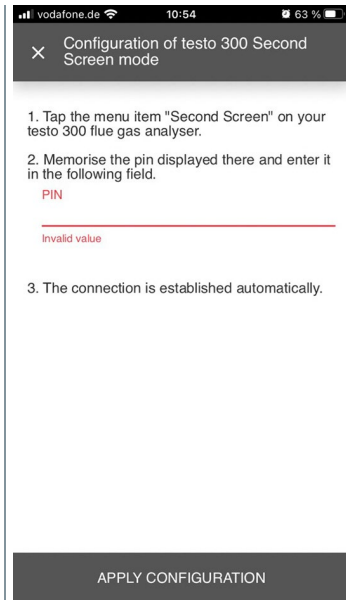 vodafone.de 10:54 63 %
Configuration of testo 300 Second
Screen mode
1. Tap the menu item "Second Screen" on your
testo 300 flue gas analyser.
2. Memorise the pin displayed there and enter it
in the following field.
PIN
Invalid value
3. The connection is established automatically.
APPLY CONFIGURATION